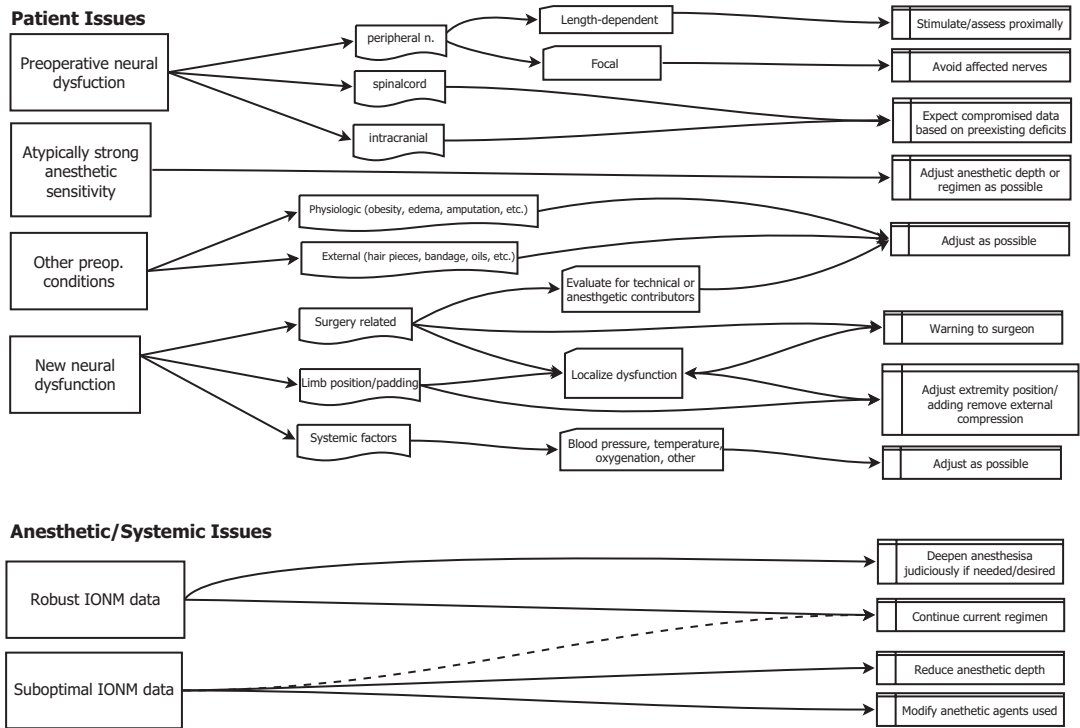 Patient Issues
Preoperative neural
dysfuction
peripheral n.
Length-dependent
Stimulate/assess proximally
Focal
Avoid affected nerves
spinalcord
intracranial
Expect compromised data
based on preexisting deficits
Atypically strong
anesthetic
sensitivity
Adjust anesthetic depth or
regimen as possible
Other preop.
conditions
Physiologic (obesity, edema, amputation, etc.)
External (hair pieces, bandage, oils, etc.)
Adjust as possible
New neural
dysfunction
Surgery related
Evaluate for technical or
anesthgetic contributors
Warning to surgeon
Limb position/padding
Localize dysfunction
Adjust extremity position/
adding remove external
compression
Systemic factors
Blood pressure, temperature,
oxygenation, other
Adjust as possible
Anesthetic/Systemic Issues
Robust IONM data
Deepen anesthesisa
judiciously if needed/desired
Continue current regimen
Suboptimal IONM data
Reduce anesthetic depth
Modify anethetic agents used